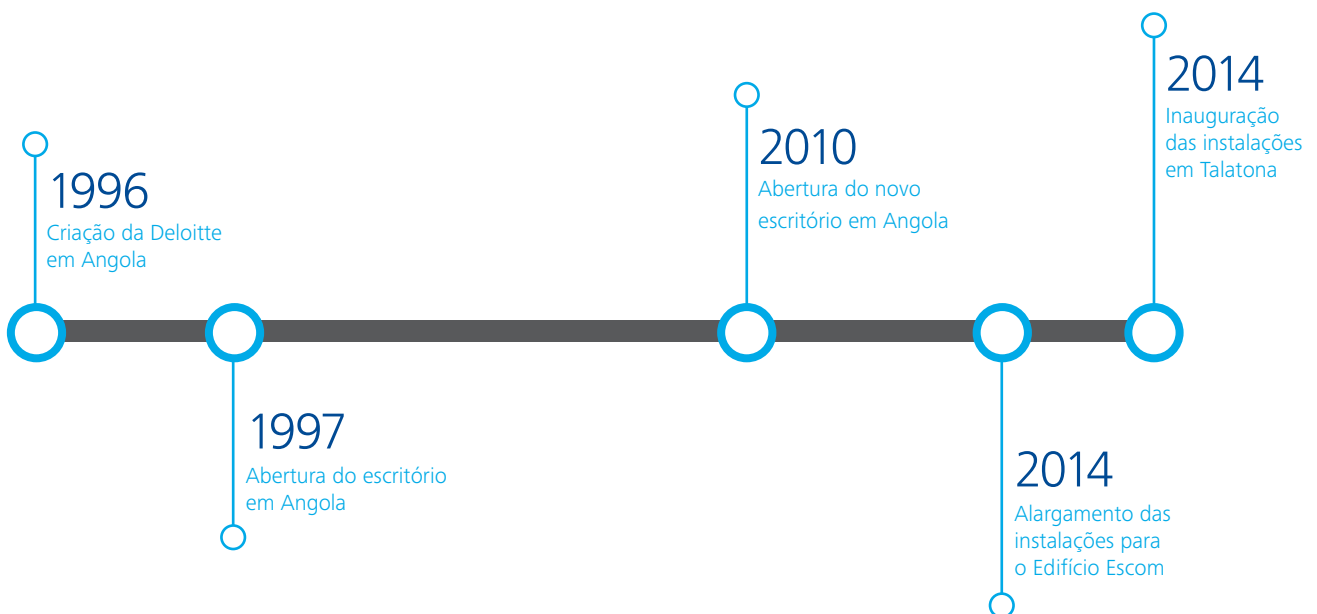 1996
Criação da Deloitte
em Angola
1997
Abertura do escritório
em Angola
2010
Abertura do novo
escritório em Angola
2014
Alargamento das
instalações para
o Edifício Escom
2014
Inauguração
das instalações
em Talatona